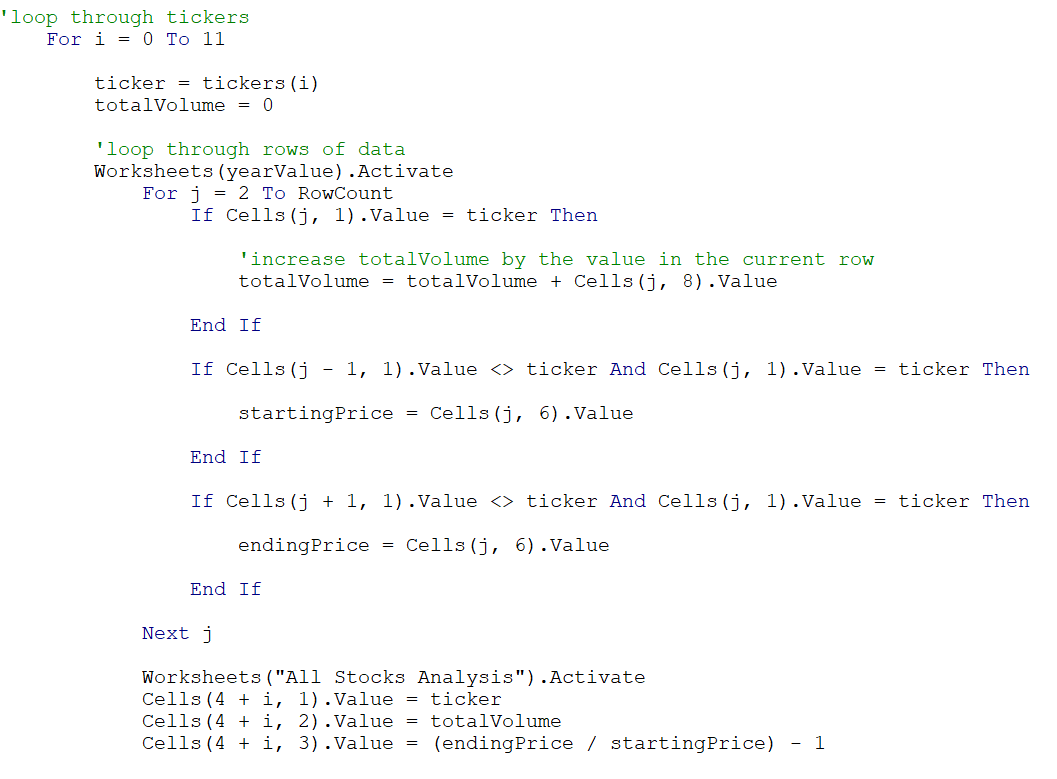 'loop through tickers
For i = 0 To 11
ticker = tickers(i)
totalVolume = 0
'loop through rows of data
Worksheets(yearValue).Activate
For j = 2 To RowCount
If Cells(j, 1).Value = ticker Then
'increase totalVolume by the value in the current row
totalVolume = totalVolume + Cells(j, 8).Value
End If
If Cells(j - 1, 1).Value <> ticker And Cells(j, 1).Value = ticker Then
startingPrice = Cells(j, 6).Value
End If
If Cells(j + 1, 1).Value <> ticker And Cells(j, 1).Value = ticker Then
endingPrice = Cells(j, 6).Value
End If
Next j
Worksheets("All Stocks Analysis").Activate
Cells(4 + i, 1).Value = ticker
Cells(4 + i, 2).Value = totalVolume
Cells(4 + i, 3).Value = (endingPrice / startingPrice) - 1